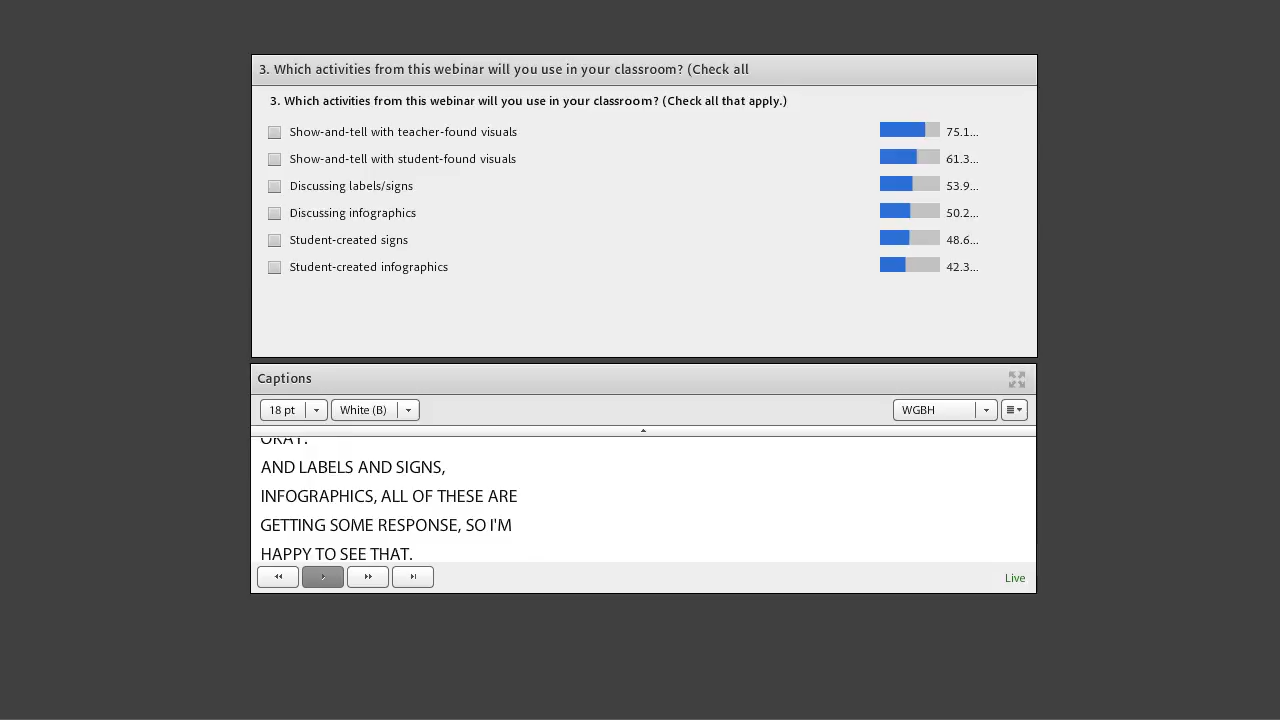 3. Which activities from this webinar will you use in your classroom? (Check all
3. Which activities from this webinar will you use in your classroom? (Check all that apply.)
Show-and-tell with teacher-found visuals 75.1...
Show-and-tell with student-found visuals 61.3...
Discussing labels/signs 53.9...
Discussing infographics 50.2...
Student-created signs 48.6...
Student-created infographics 42.3...
Captions
18 pt White (B) WGBH
OKAY.
AND LABELS AND SIGNS,
INFOGRAPHICS, ALL OF THESE ARE
GETTING SOME RESPONSE, SO I'M
HAPPY TO SEE THAT.
Live